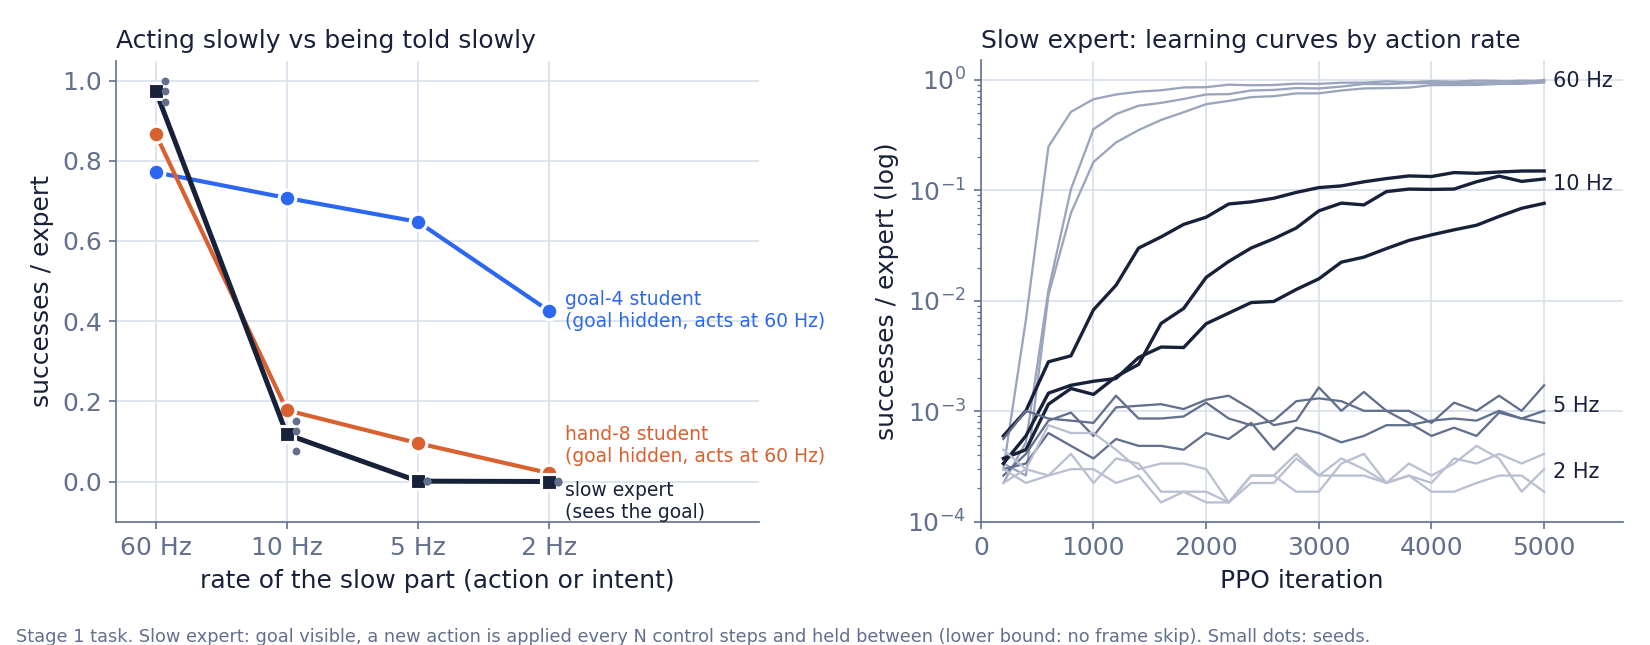 Acting slowly vs being told slowly
successes / expert
1.0
0.8
0.6
0.4
0.2
0.0
goal-4 student
(goal hidden, acts at 60 Hz)
hand-8 student
(goal hidden, acts at 60 Hz)
slow expert
(sees the goal)
60 Hz
10 Hz
5 Hz
2 Hz
rate of the slow part (action or intent)
Slow expert: learning curves by action rate
successes / expert (log)
10⁰
10⁻¹
10⁻²
10⁻³
10⁻⁴
60 Hz
10 Hz
5 Hz
2 Hz
0
1000
2000
3000
4000
5000
PPO iteration
Stage 1 task. Slow expert: goal visible, a new action is applied every N control steps and held between (lower bound: no frame skip). Small dots: seeds.